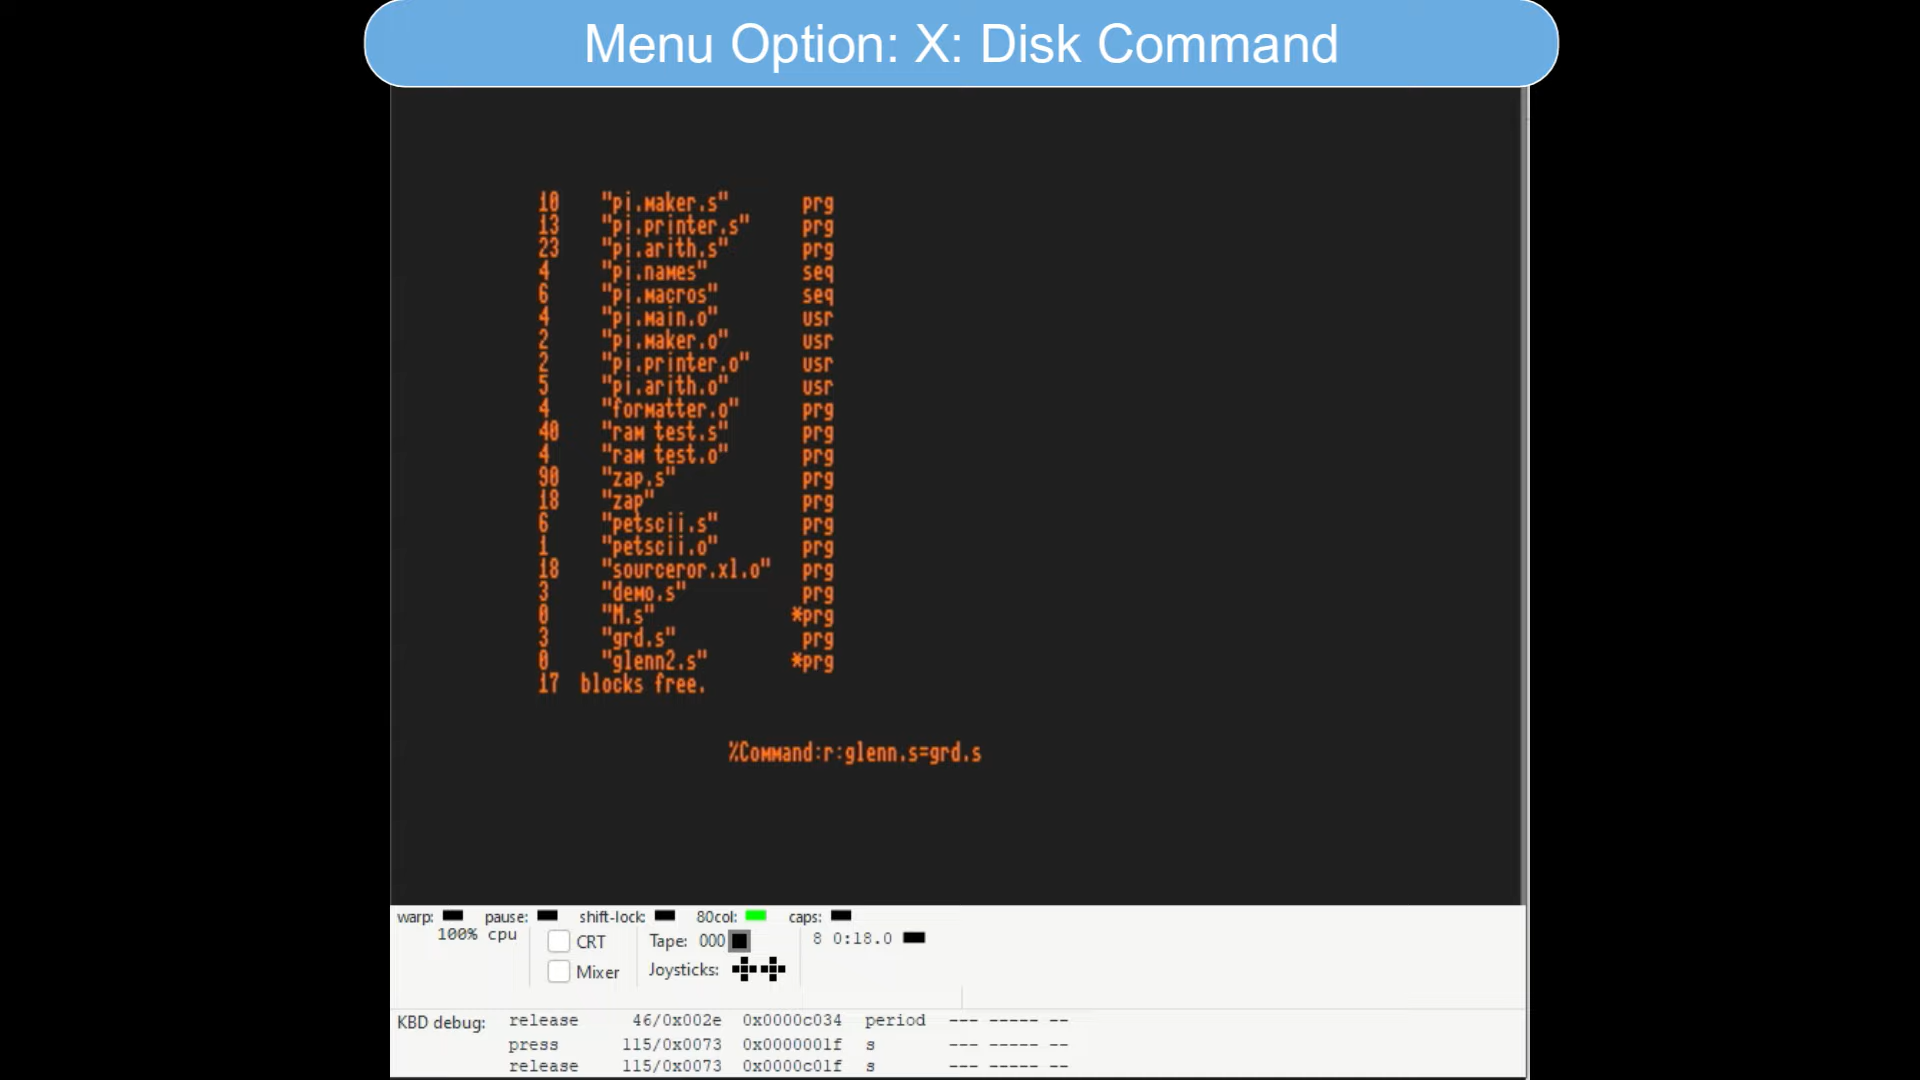 Menu Option: X: Disk Command
10 "pi.maker.s" prg
13 "pi.printer.s" prg
23 "pi.arith.s" prg
4 "pi.names" seq
6 "pi.macros" seq
4 "pi.main.o" usr
2 "pi.maker.o" usr
2 "pi.printer.o" usr
5 "pi.arith.o" usr
4 "formatter.o" prg
40 "ram test.s" prg
4 "ram test.o" prg
90 "zap.s" prg
18 "zap" prg
6 "petscii.s" prg
1 "petscii.o" prg
18 "sourceror.xl.o" prg
3 "demo.s" prg
0 "M.s" *prg
3 "grd.s" prg
0 "glenn2.s" *prg
17 blocks free.
%Command:r:glenn.s=grd.s
warp: pause: shift-lock: 80col: caps:
100% cpu CRT Tape: 000 8 0:18.0
Mixer Joysticks:
KBD debug: release 46/0x002e 0x0000c034 period --- ----- --
press 115/0x0073 0x0000001f s --- ----- --
release 115/0x0073 0x0000c01f s --- ----- --